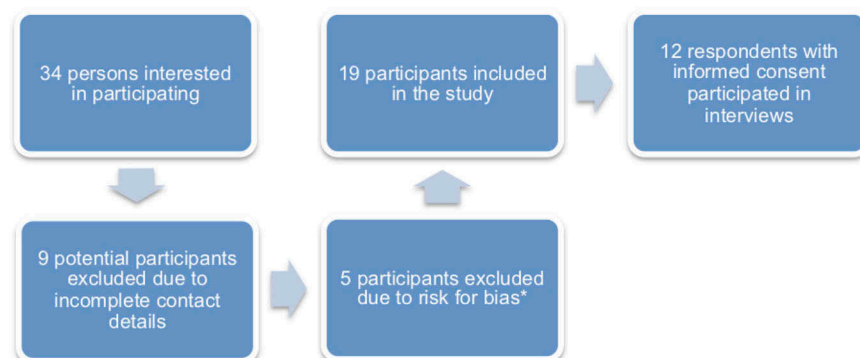 34 persons interested
in participating
9 potential participants
excluded due to
incomplete contact
details
5 participants excluded
due to risk for bias*
19 participants included
in the study
12 respondents with
informed consent
participated in
interviews